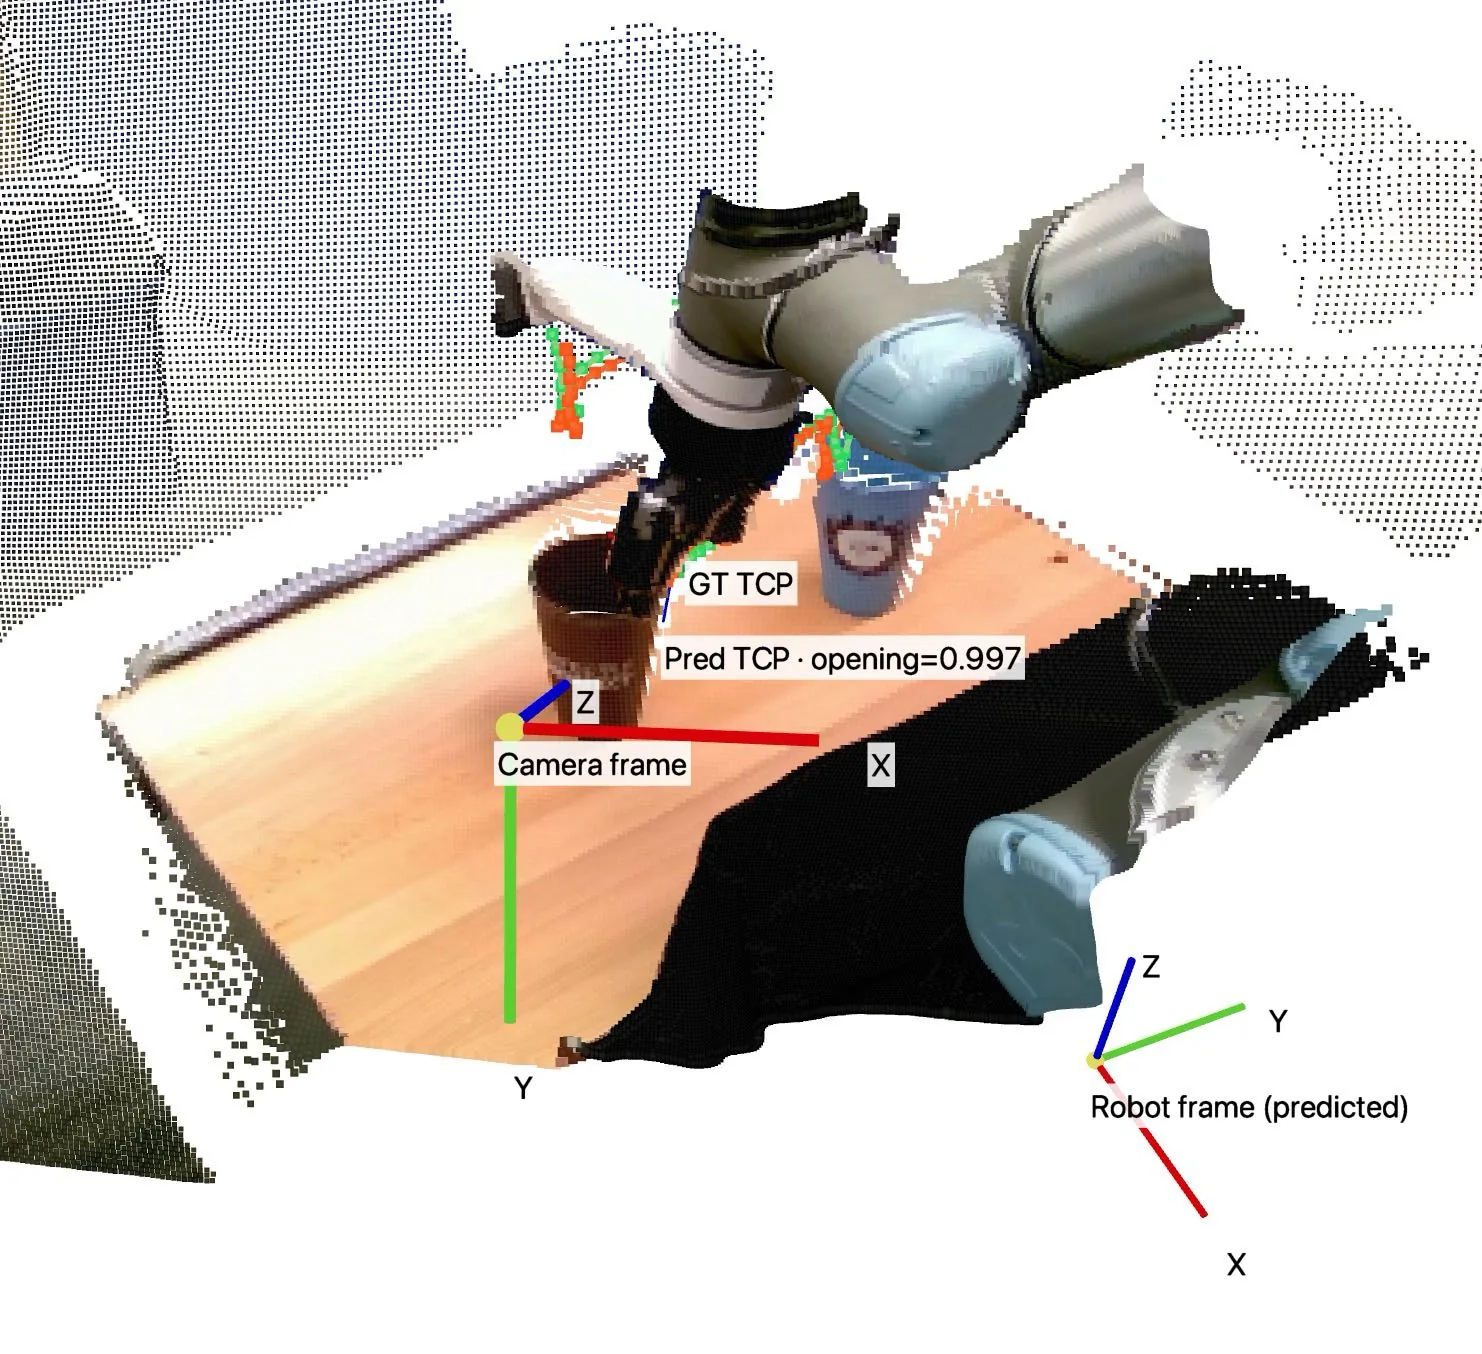 GT TCP
Pred TCP · opening=0.997
Z
Camera frame
X
Z
Y
Y
Robot frame (predicted)
X